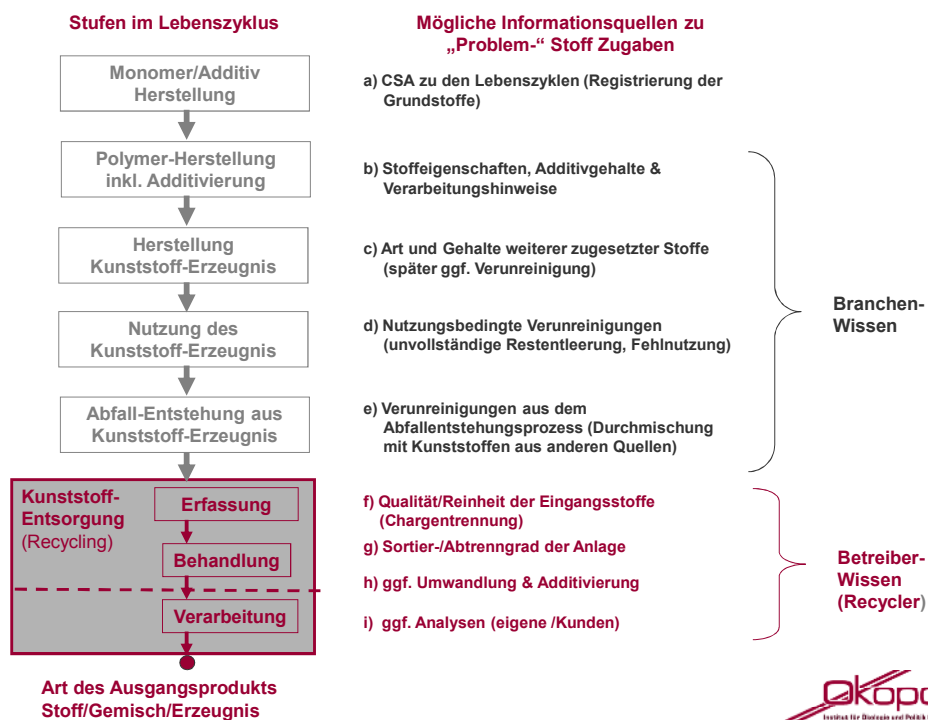 Stufen im Lebenszyklus
Mögliche Informationsquellen zu
„Problem-“ Stoff Zugaben
Monomer/Additiv
Herstellung
a) CSA zu den Lebenszyklen (Registrierung der
Grundstoffe)
Polymer-Herstellung
inkl. Additivierung
b) Stoffeigenschaften, Additivgehalte &
Verarbeitungshinweise
Herstellung
Kunststoff-Erzeugnis
c) Art und Gehalte weiterer zugesetzter Stoffe
(später ggf. Verunreinigung)
Nutzung des
Kunststoff-Erzeugnis
d) Nutzungsbedingte Verunreinigungen
(unvollständige Restentleerung, Fehlnutzung)
Abfall-Entstehung aus
Kunststoff-Erzeugnis
e) Verunreinigungen aus dem
Abfallentstehungsprozess (Durchmischung
mit Kunststoffen aus anderen Quellen)
Branchen-
Wissen
Kunststoff-
Entsorgung
(Recycling)
Erfassung
Behandlung
Verarbeitung
f) Qualität/Reinheit der Eingangsstoffe
(Chargentrennung)
g) Sortier-/Abtrenngrad der Anlage
h) ggf. Umwandlung & Additivierung
i) ggf. Analysen (eigene /Kunden)
Betreiber-
Wissen
(Recycler)
Art des Ausgangsprodukts
Stoff/Gemisch/Erzeugnis
Institut für Ökologie und Politik